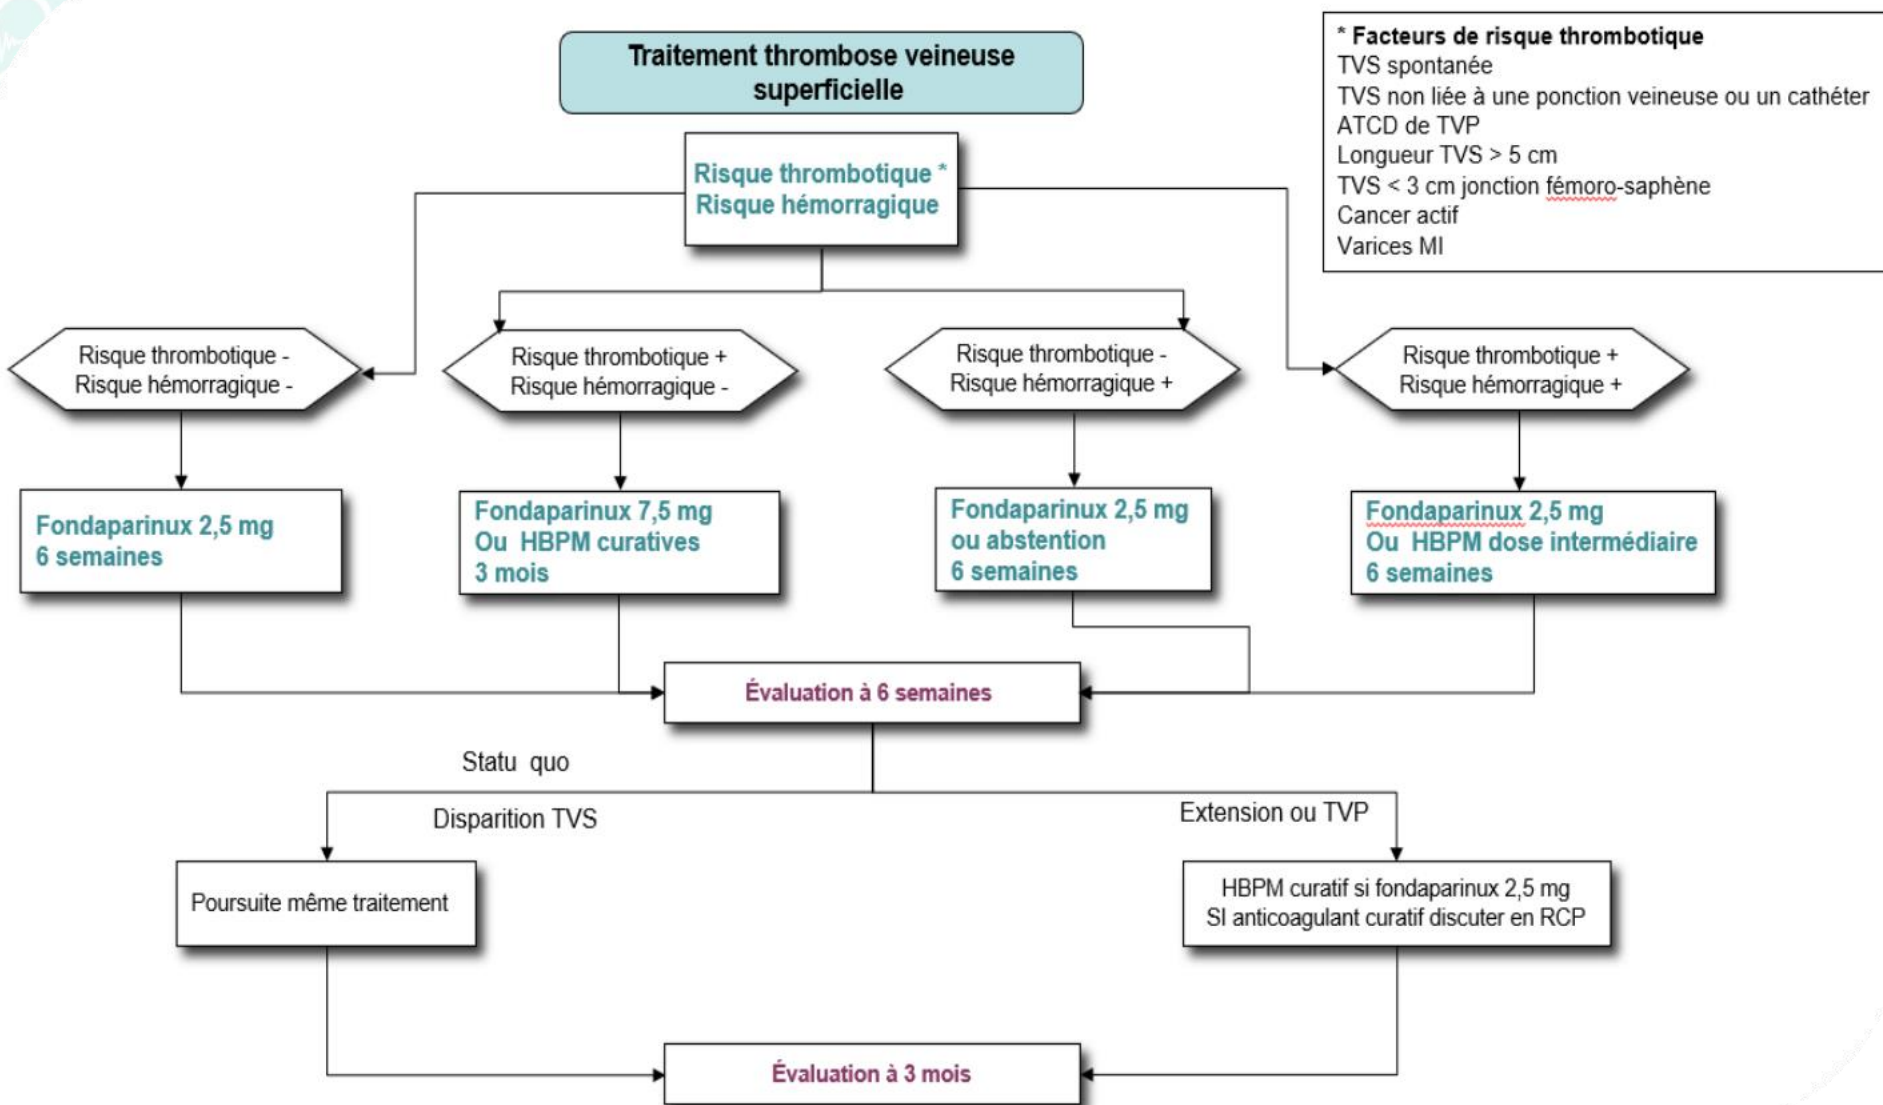 Traitement thrombose veineuse
superficielle
* Facteurs de risque thrombotique
TVS spontanée
TVS non liée à une ponction veineuse ou un cathéter
ATCD de TVP
Longueur TVS > 5 cm
TVS < 3 cm jonction fémoro-saphène
Cancer actif
Varices MI
Risque thrombotique *
Risque hémorragique
Risque thrombotique -
Risque hémorragique -
Risque thrombotique +
Risque hémorragique -
Risque thrombotique -
Risque hémorragique +
Risque thrombotique +
Risque hémorragique +
Fondaparinux 2,5 mg
6 semaines
Fondaparinux 7,5 mg
Ou HBPM curatives
3 mois
Fondaparinux 2,5 mg
ou abstention
6 semaines
Fondaparinux 2,5 mg
Ou HBPM dose intermédiaire
6 semaines
Évaluation à 6 semaines
Statu quo
Disparition TVS
Extension ou TVP
Poursuite même traitement
HBPM curatif si fondaparinux 2,5 mg
SI anticoagulant curatif discuter en RCP
Évaluation à 3 mois